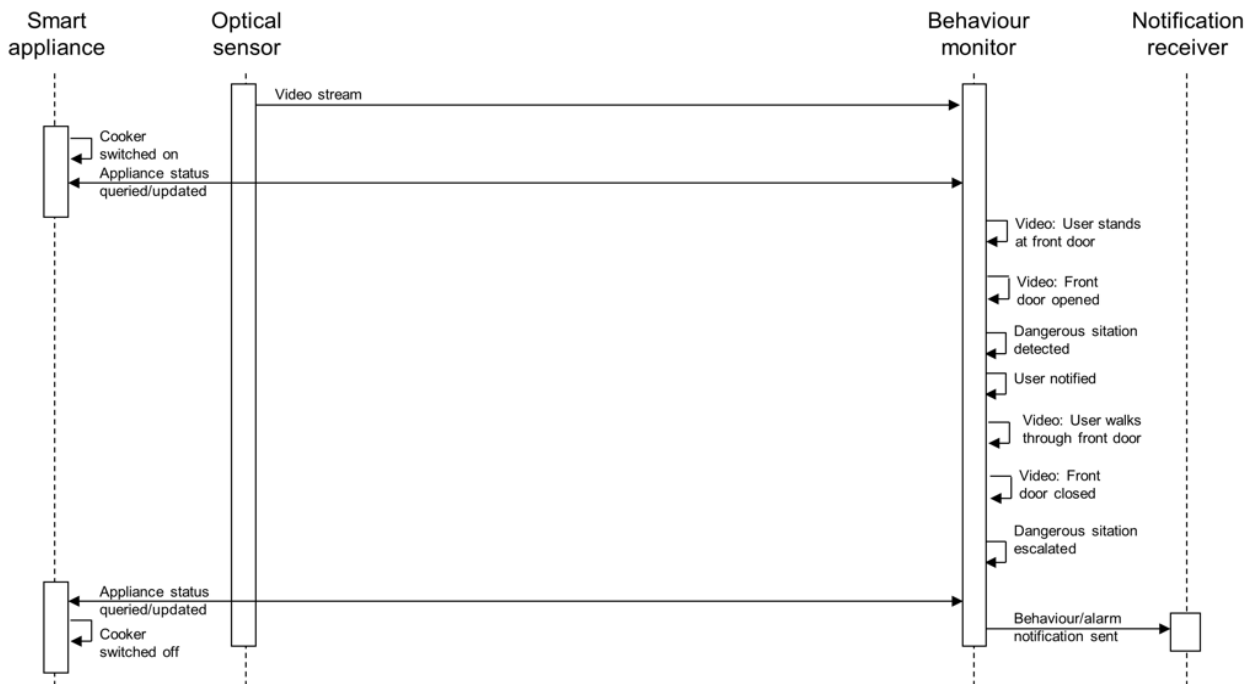 Smart
appliance
Optical
sensor
Behaviour
monitor
Notification
receiver
Video stream
Cooker
switched on
Appliance status
queried/updated
Video: User stands
at front door
Video: Front
door opened
Dangerous sitation
detected
User notified
Video: User walks
through front door
Video: Front
door closed
Dangerous sitation
escalated
Appliance status
queried/updated
Cooker
switched off
Behaviour/alarm
notification sent